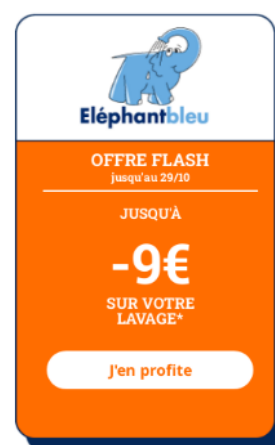 Eléphantbleu
OFFRE FLASH
jusqu'au 29/10
JUSQU'À
-9€
SUR VOTRE
LAVAGE*
J'en profite